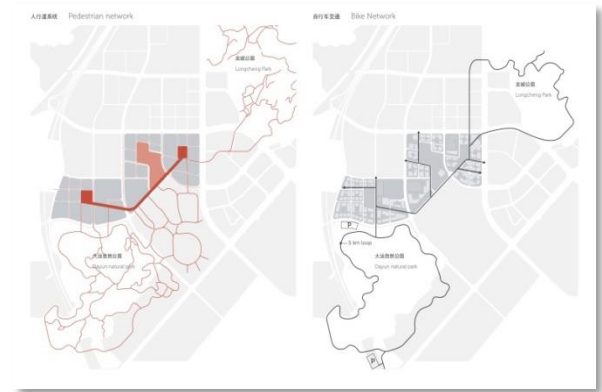 人行道系统 Pedestrian network
龙城公园
Longcheng Park
大运自然公园
Dayun natural park
自行车交通 Bike Network
龙城公园
Longcheng Park
5 km loop
P
大运自然公园
Dayun natural park
P